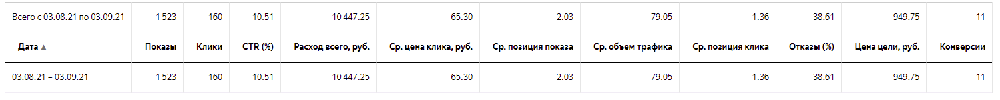 Всего с 03.08.21 по 03.09.21 1 523 160 10.51 10 447.25 65.30 2.03 79.05 1.36 38.61 949.75 11
Дата ▲ Показы Клики CTR (%) Расход всего, руб. Ср. цена клика, руб. Ср. позиция показа Ср. объём трафика Ср. позиция клика Отказы (%) Цена цели, руб. Конверсии
03.08.21 – 03.09.21 1 523 160 10.51 10 447.25 65.30 2.03 79.05 1.36 38.61 949.75 11